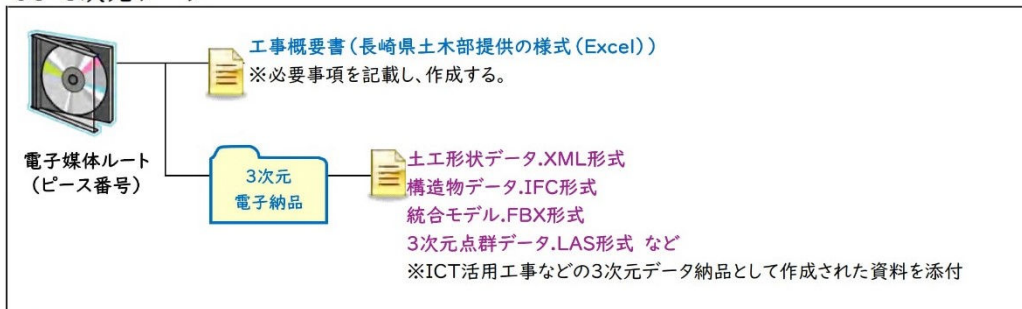 工事概要書(長崎県土木部提供の様式(Excel))
※必要事項を記載し、作成する。
電子媒体ルート
(ピース番号)
3次元
電子納品
土工形状データ.XML形式
構造物データ.IFC形式
統合モデル.FBX形式
3次元点群データ.LAS形式 など
※ICT活用工事などの3次元データ納品として作成された資料を添付